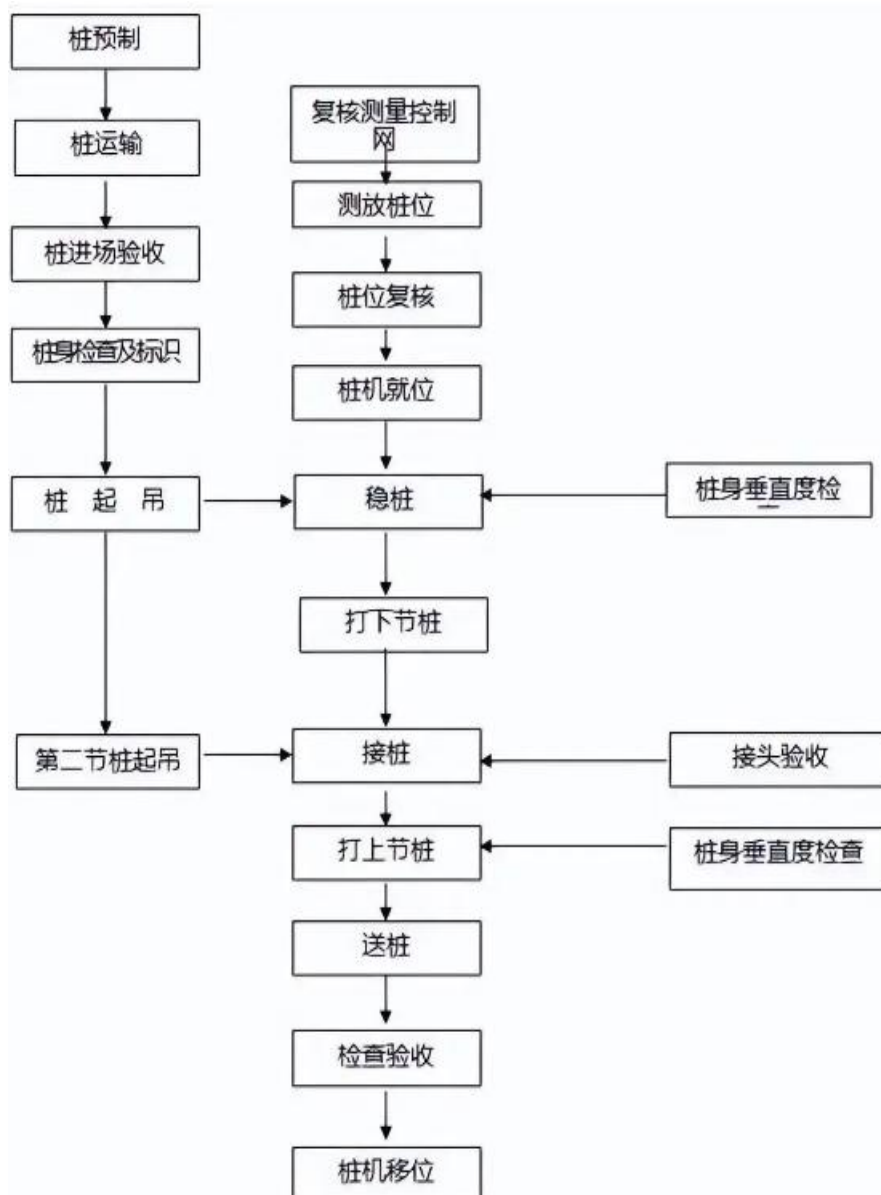 桩预制
复核测量控制
网
桩运输
测放桩位
桩进场验收
桩位复核
桩身检查及标识
桩机就位
桩 起 吊
稳桩
桩身垂直度检
打下节桩
第二节桩起吊
接桩
接头验收
打上节桩
桩身垂直度检查
送桩
检查验收
桩机移位